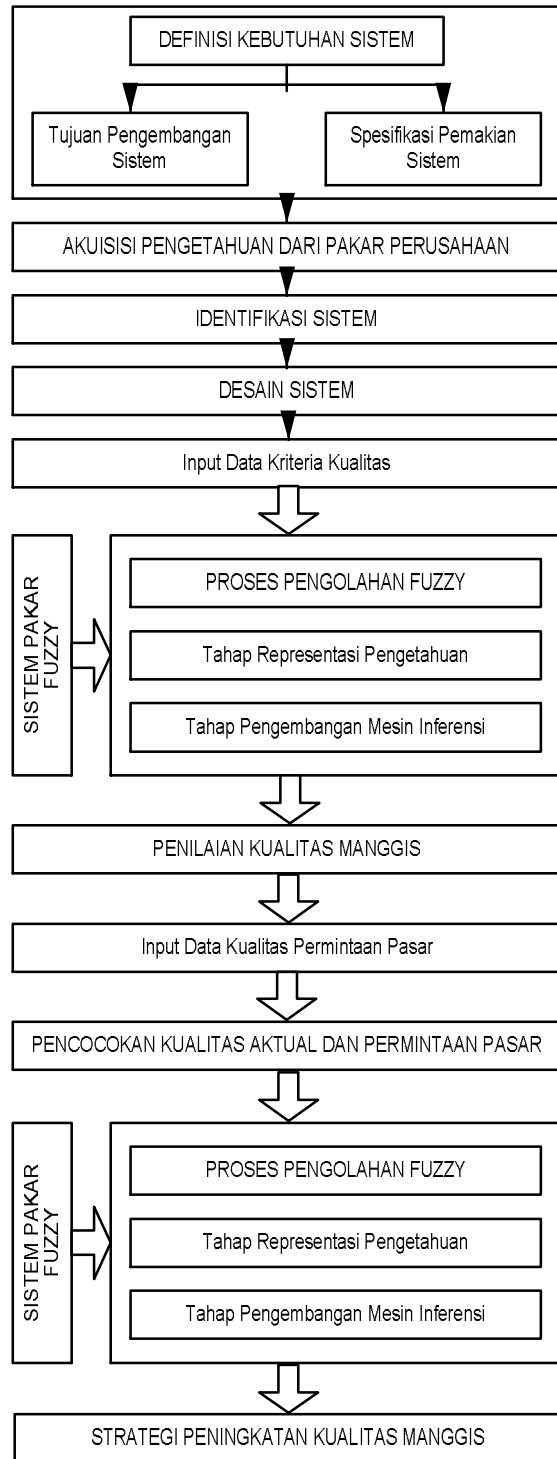 DEFINISI KEBUTUHAN SISTEM
Tujuan Pengembangan
Sistem
Spesifikasi Pemakian
Sistem
AKUISISI PENGETAHUAN DARI PAKAR PERUSAHAAN
IDENTIFIKASI SISTEM
DESAIN SISTEM
Input Data Kriteria Kualitas
SISTEM PAKAR
FUZZY
PROSES PENGOLAHAN FUZZY
Tahap Representasi Pengetahuan
Tahap Pengembangan Mesin Inferensi
PENILAIAN KUALITAS MANGGIS
Input Data Kualitas Permintaan Pasar
PENCOCOKAN KUALITAS AKTUAL DAN PERMINTAAN PASAR
SISTEM PAKAR
FUZZY
PROSES PENGOLAHAN FUZZY
Tahap Representasi Pengetahuan
Tahap Pengembangan Mesin Inferensi
STRATEGI PENINGKATAN KUALITAS MANGGIS